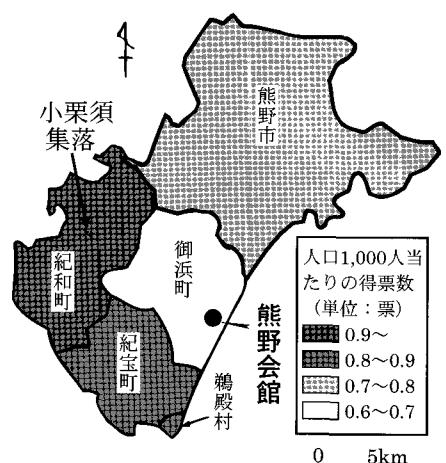 小栗須
集落
熊野市
御浜町
紀和町
紀宝町
鵜殿村
熊野会館
人口1,000人当
たりの得票数
(単位:票)
0.9〜
0.8〜0.9
0.7〜0.8
0.6〜0.7
0 5km